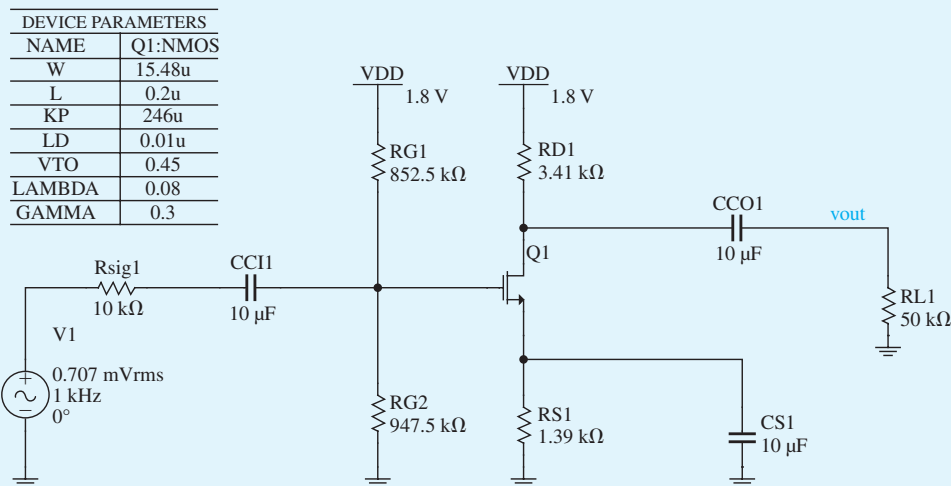 DEVICE PARAMETERS
NAME Q1:NMOS
W 15.48u
L 0.2u
KP 246u
LD 0.01u
VTO 0.45
LAMBDA 0.08
GAMMA 0.3
VDD
1.8 V
VDD
1.8 V
RG1
852.5 kΩ
RD1
3.41 kΩ
CCO1
10 µF
vout
Q1
Rsig1
10 kΩ
CCI1
10 µF
RL1
50 kΩ
V1
+
0.707 mVrms
1 kHz
0°
−
RG2
947.5 kΩ
RS1
1.39 kΩ
CS1
10 µF